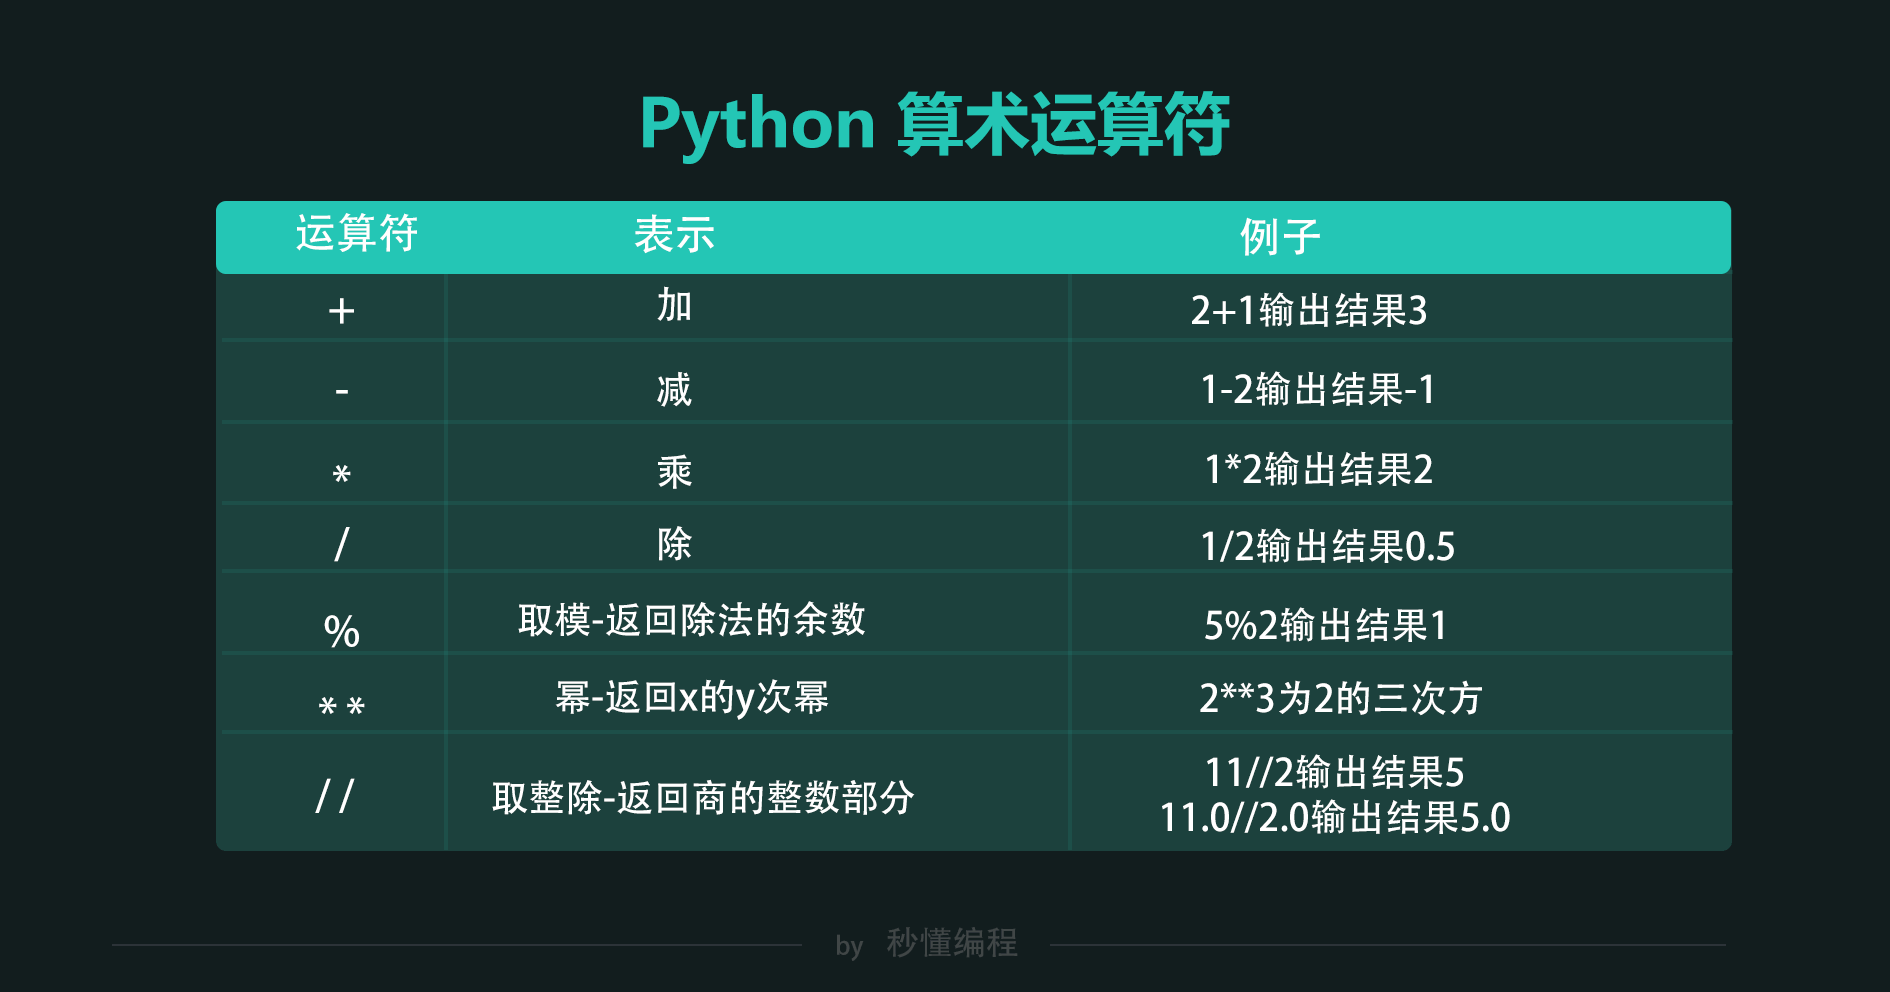 Python 算术运算符
运算符 表示 例子
+ 加 2+1输出结果3
- 减 1-2输出结果-1
* 乘 1*2输出结果2
/ 除 1/2输出结果0.5
% 取模-返回除法的余数 5%2输出结果1
** 幂-返回x的y次幂 2**3为2的三次方
// 取整除-返回商的整数部分 11//2输出结果5
11.0//2.0输出结果5.0
by 秒懂编程